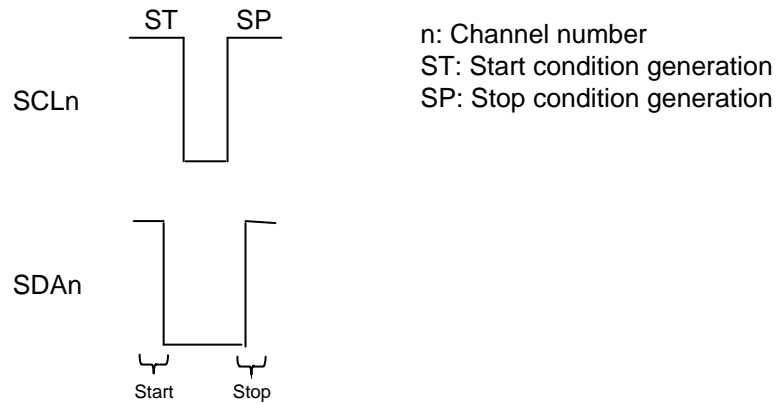 ST SP
n: Channel number
ST: Start condition generation
SP: Stop condition generation
SCLn
SDAn
Start Stop